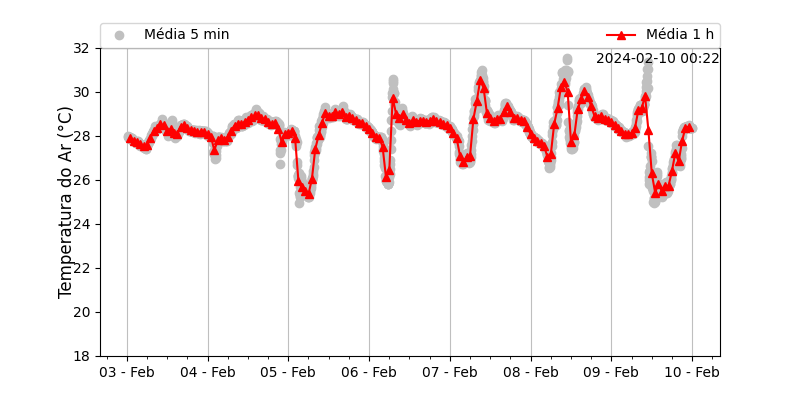 Média 5 min
Média 1 h
2024-02-10 00:22
Temperatura do Ar (°C)
32
30
28
26
24
22
20
18
03 - Feb
04 - Feb
05 - Feb
06 - Feb
07 - Feb
08 - Feb
09 - Feb
10 - Feb